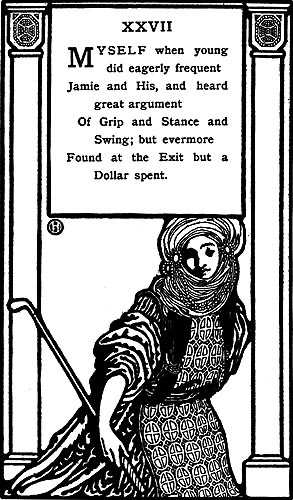 XXVII
MYSELF when young
did eagerly frequent
Jamie and His, and heard
great argument
Of Grip and Stance and
Swing; but evermore
Found at the Exit but a
Dollar spent.